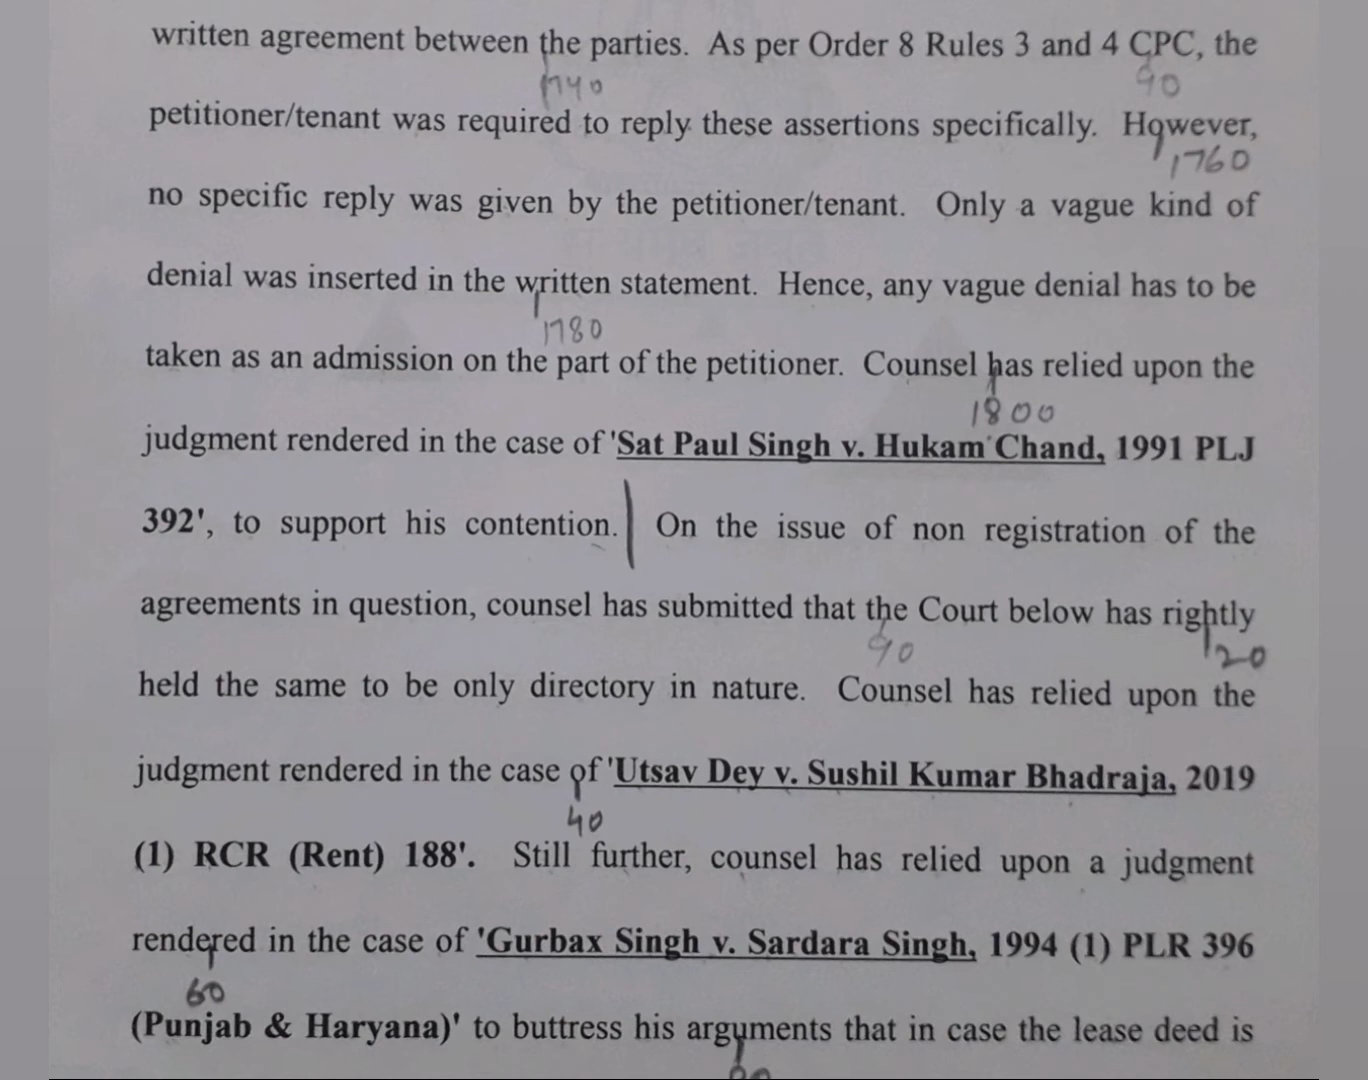 written agreement between the parties. As per Order 8 Rules 3 and 4 CPC, the
1740 90
petitioner/tenant was required to reply these assertions specifically. However,
1760
no specific reply was given by the petitioner/tenant. Only a vague kind of
denial was inserted in the written statement. Hence, any vague denial has to be
1780
taken as an admission on the part of the petitioner. Counsel has relied upon the
1800
judgment rendered in the case of 'Sat Paul Singh v. Hukam Chand, 1991 PLJ
392', to support his contention. On the issue of non registration of the
agreements in question, counsel has submitted that the Court below has rightly
90 20
held the same to be only directory in nature. Counsel has relied upon the
judgment rendered in the case of 'Utsav Dey v. Sushil Kumar Bhadraja, 2019
40
(1) RCR (Rent) 188'. Still further, counsel has relied upon a judgment
rendered in the case of 'Gurbax Singh v. Sardara Singh, 1994 (1) PLR 396
60
(Punjab & Haryana)' to buttress his arguments that in case the lease deed is